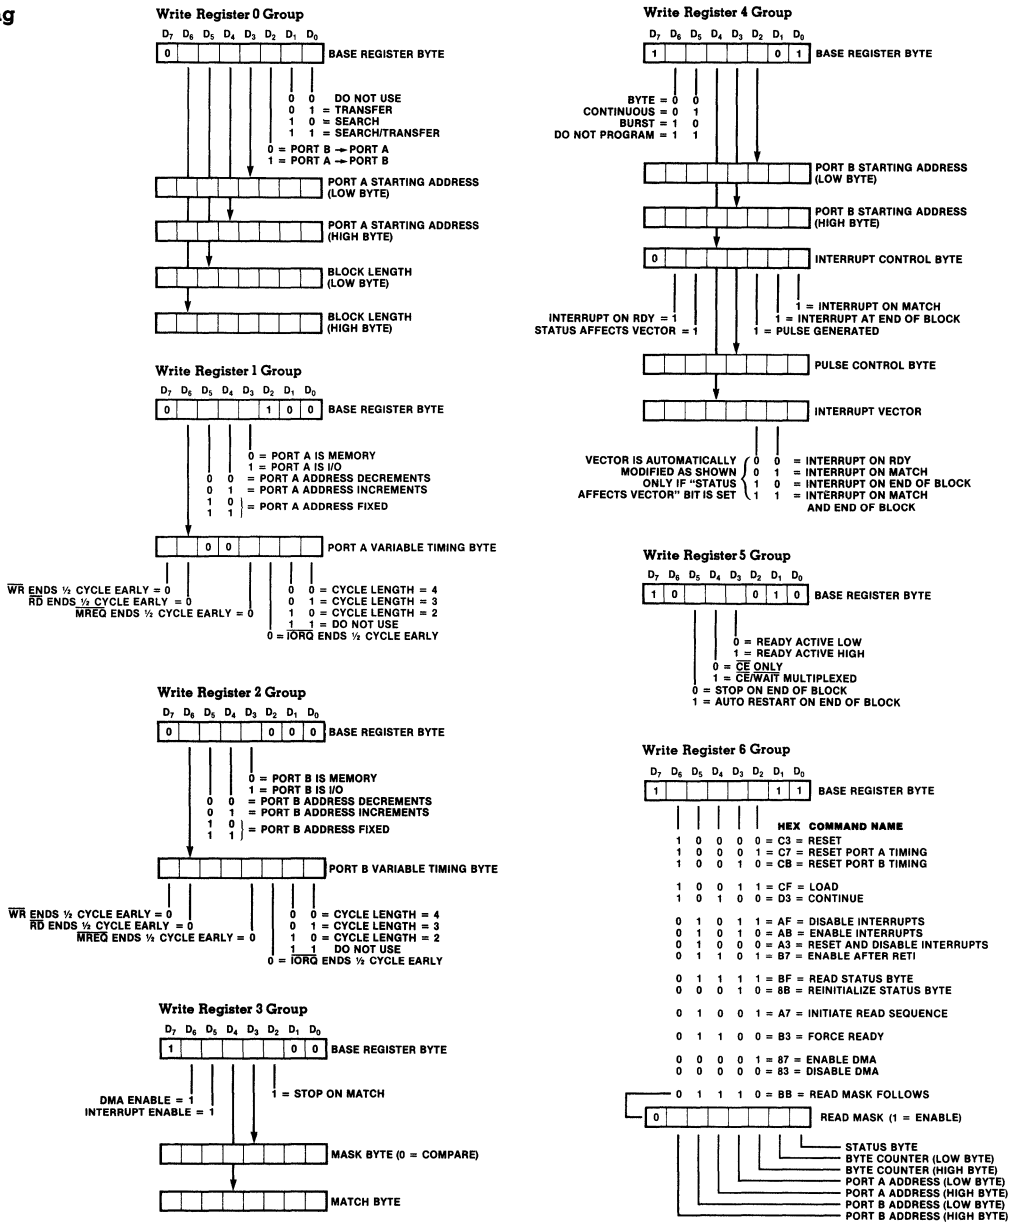 g
Write Register 0 Group
D7 D6 D5 D4 D3 D2 D1 D0
0 BASE REGISTER BYTE
0 0 DO NOT USE
0 1 = TRANSFER
1 0 = SEARCH
1 1 = SEARCH/TRANSFER
0 = PORT B → PORT A
1 = PORT A → PORT B
PORT A STARTING ADDRESS
(LOW BYTE)
PORT A STARTING ADDRESS
(HIGH BYTE)
BLOCK LENGTH
(LOW BYTE)
BLOCK LENGTH
(HIGH BYTE)
Write Register 1 Group
D7 D6 D5 D4 D3 D2 D1 D0
0 1 0 0 BASE REGISTER BYTE
0 = PORT A IS MEMORY
1 = PORT A IS I/O
0 0 = PORT A ADDRESS DECREMENTS
0 1 = PORT A ADDRESS INCREMENTS
1 0
1 1 } = PORT A ADDRESS FIXED
0 0 PORT A VARIABLE TIMING BYTE
WR ENDS ½ CYCLE EARLY = 0
RD ENDS ½ CYCLE EARLY = 0
MREQ ENDS ½ CYCLE EARLY = 0
0 0 = CYCLE LENGTH = 4
0 1 = CYCLE LENGTH = 3
1 0 = CYCLE LENGTH = 2
1 1 = DO NOT USE
0 = IORQ ENDS ½ CYCLE EARLY
Write Register 2 Group
D7 D6 D5 D4 D3 D2 D1 D0
0 0 0 0 BASE REGISTER BYTE
0 = PORT B IS MEMORY
1 = PORT B IS I/O
0 0 = PORT B ADDRESS DECREMENTS
0 1 = PORT B ADDRESS INCREMENTS
1 0
1 1 } = PORT B ADDRESS FIXED
PORT B VARIABLE TIMING BYTE
WR ENDS ½ CYCLE EARLY = 0
RD ENDS ½ CYCLE EARLY = 0
MREQ ENDS ½ CYCLE EARLY = 0
0 0 = CYCLE LENGTH = 4
0 1 = CYCLE LENGTH = 3
1 0 = CYCLE LENGTH = 2
1 1 DO NOT USE
0 = IORQ ENDS ½ CYCLE EARLY
Write Register 3 Group
D7 D6 D5 D4 D3 D2 D1 D0
1 0 0 BASE REGISTER BYTE
DMA ENABLE = 1
INTERRUPT ENABLE = 1
1 = STOP ON MATCH
MASK BYTE (0 = COMPARE)
MATCH BYTE
Write Register 4 Group
D7 D6 D5 D4 D3 D2 D1 D0
1 0 1 BASE REGISTER BYTE
BYTE = 0 0
CONTINUOUS = 0 1
BURST = 1 0
DO NOT PROGRAM = 1 1
PORT B STARTING ADDRESS
(LOW BYTE)
PORT B STARTING ADDRESS
(HIGH BYTE)
0 INTERRUPT CONTROL BYTE
1 = INTERRUPT ON MATCH
INTERRUPT ON RDY = 1
1 = INTERRUPT AT END OF BLOCK
STATUS AFFECTS VECTOR = 1
1 = PULSE GENERATED
PULSE CONTROL BYTE
INTERRUPT VECTOR
VECTOR IS AUTOMATICALLY 0 0 = INTERRUPT ON RDY
MODIFIED AS SHOWN 0 1 = INTERRUPT ON MATCH
ONLY IF "STATUS 1 0 = INTERRUPT ON END OF BLOCK
AFFECTS VECTOR" BIT IS SET 1 1 = INTERRUPT ON MATCH
AND END OF BLOCK
Write Register 5 Group
D7 D6 D5 D4 D3 D2 D1 D0
1 0 0 1 0 BASE REGISTER BYTE
0 = READY ACTIVE LOW
1 = READY ACTIVE HIGH
0 = CE ONLY
1 = CE/WAIT MULTIPLEXED
0 = STOP ON END OF BLOCK
1 = AUTO RESTART ON END OF BLOCK
Write Register 6 Group
D7 D6 D5 D4 D3 D2 D1 D0
1 1 1 BASE REGISTER BYTE
HEX COMMAND NAME
1 0 0 0 0 = C3 = RESET
1 0 0 0 1 = C7 = RESET PORT A TIMING
1 0 0 1 0 = CB = RESET PORT B TIMING
1 0 0 1 1 = CF = LOAD
1 0 1 0 0 = D3 = CONTINUE
0 1 0 1 1 = AF = DISABLE INTERRUPTS
0 1 0 1 0 = AB = ENABLE INTERRUPTS
0 1 0 0 0 = A3 = RESET AND DISABLE INTERRUPTS
0 1 1 0 1 = B7 = ENABLE AFTER RETI
0 1 1 1 1 = BF = READ STATUS BYTE
0 0 0 1 0 = 8B = REINITIALIZE STATUS BYTE
0 1 0 0 1 = A7 = INITIATE READ SEQUENCE
0 1 1 0 0 = B3 = FORCE READY
0 0 0 0 1 = 87 = ENABLE DMA
0 0 0 0 0 = 83 = DISABLE DMA
0 1 1 1 0 = BB = READ MASK FOLLOWS
0 READ MASK (1 = ENABLE)
STATUS BYTE
BYTE COUNTER (LOW BYTE)
BYTE COUNTER (HIGH BYTE)
PORT A ADDRESS (LOW BYTE)
PORT A ADDRESS (HIGH BYTE)
PORT B ADDRESS (LOW BYTE)
PORT B ADDRESS (HIGH BYTE)